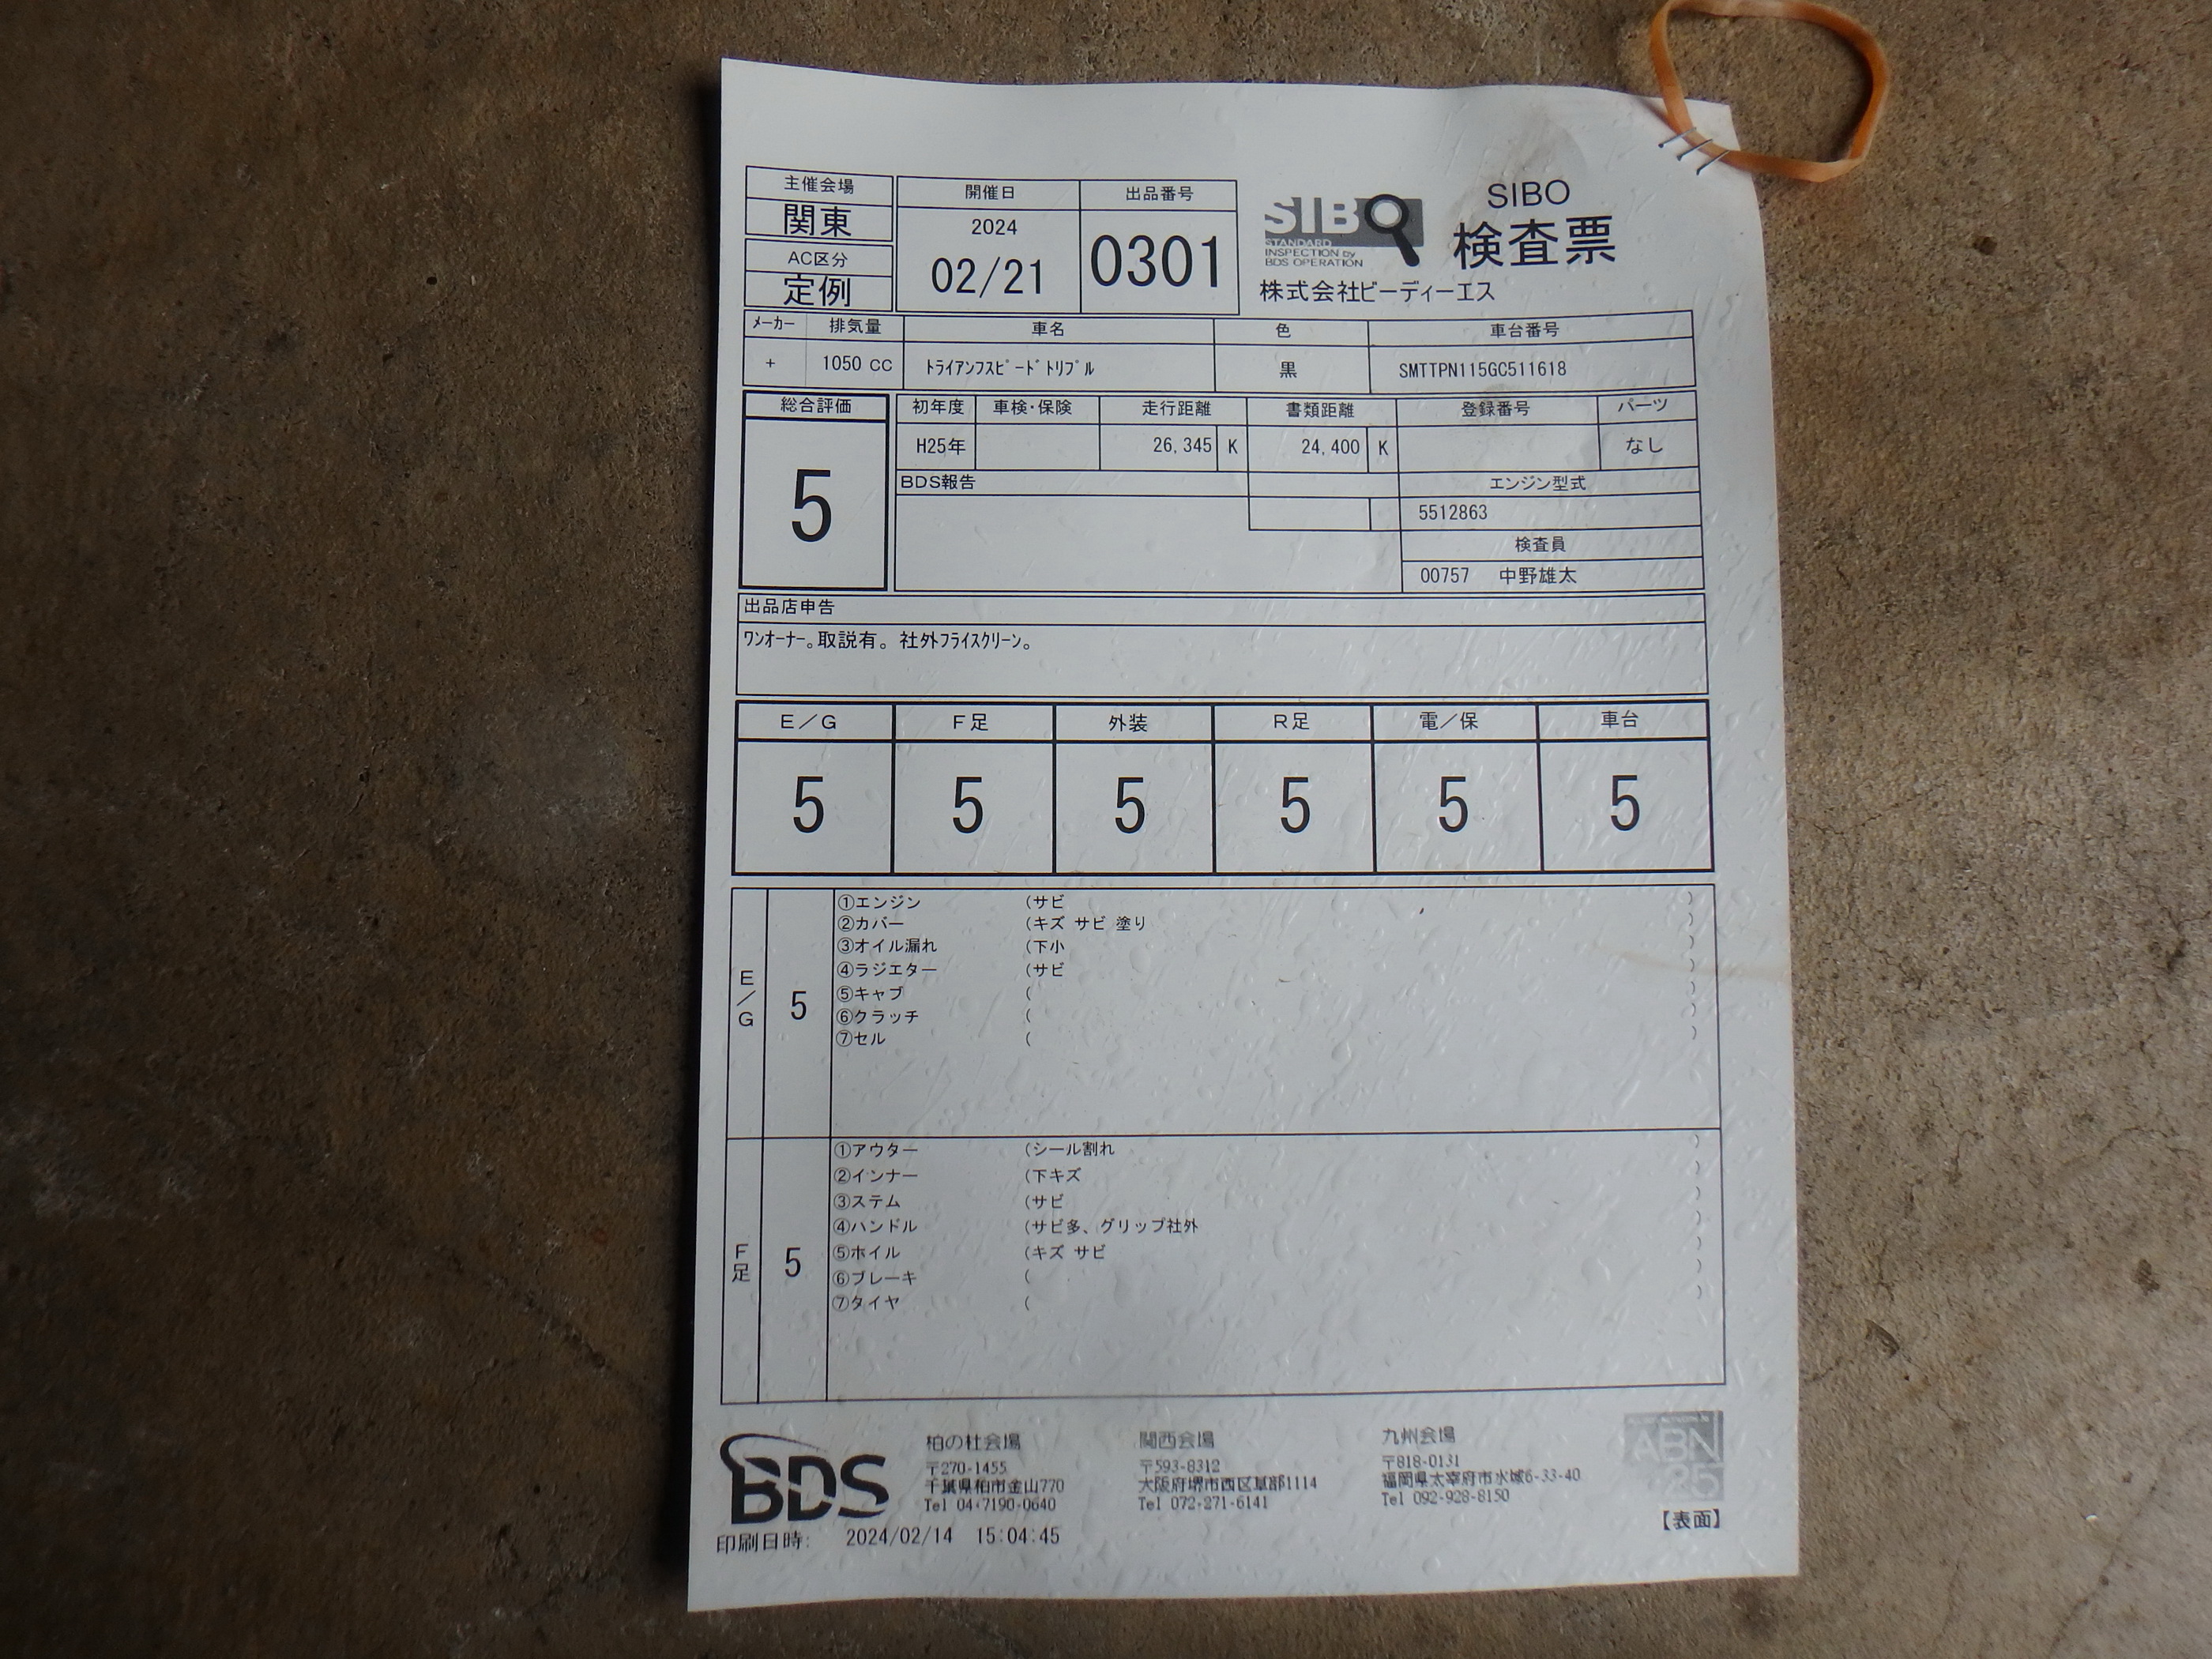 主催会場
関東
AC区分
定例
開催日
2024
02/21
出品番号
0301
SIBO
STANDARD
INSPECTION by
BDS OPERATION
SIBO
検査票
株式会社ビーディーエス
ﾒｰｶｰ 排気量 車名 色 車台番号
+ 1050 CC ﾄﾗｲｱﾝﾌｽﾋﾟｰﾄﾞﾄﾘﾌﾟﾙ 黒 SMTTPN115GC511618
総合評価
5
初年度 車検・保険 走行距離 書類距離 登録番号 パーツ
H25年 26,345 K 24,400 K なし
BDS報告 エンジン型式
5512863
検査員
00757 中野雄太
出品店申告
ﾜﾝｵｰﾅｰ。取説有。 社外ﾌﾗｲｽｸﾘｰﾝ。
E/G F足 外装 R足 電/保 車台
5 5 5 5 5 5
E/G 5
①エンジン (サビ )
②カバー (キズ サビ 塗り )
③オイル漏れ (下小 )
④ラジエター (サビ )
⑤キャブ ( )
⑥クラッチ ( )
⑦セル ( )
F足 5
①アウター (シール割れ )
②インナー (下キズ )
③ステム (サビ )
④ハンドル (サビ多、グリップ社外 )
⑤ホイル (キズ サビ )
⑥ブレーキ ( )
⑦タイヤ ( )
BDS
柏の杜会場
〒270-1455
千葉県柏市金山770
Tel 04-7190-0640
関西会場
〒593-8312
大阪府堺市西区草部1114
Tel 072-271-6141
九州会場
〒818-0131
福岡県太宰府市水城6-33-40
Tel 092-928-8150
ABN
【表面】
印刷日時: 2024/02/14 15:04:45